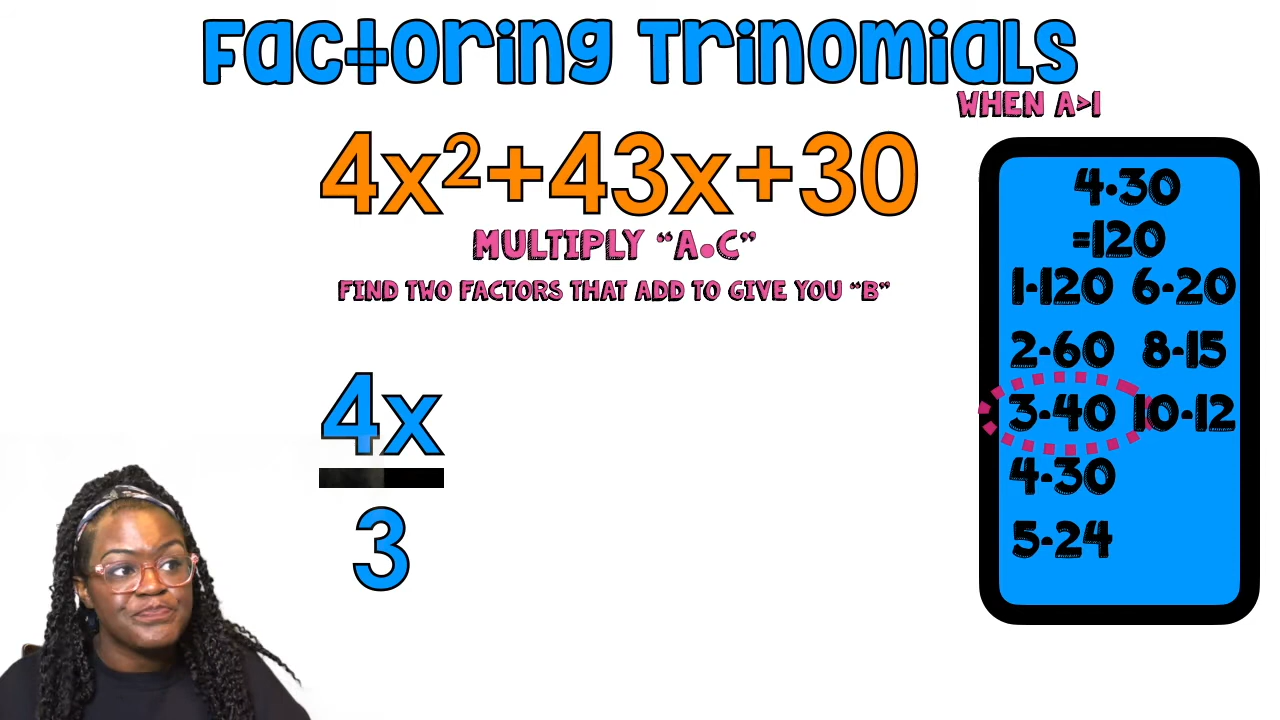 Factoring Trinomials
WHEN A>1
4x²+43x+30
MULTIPLY “A•C”
FIND TWO FACTORS THAT ADD TO GIVE YOU “B”
4x
3
4•30
=120
1-120 6-20
2-60 8-15
3-40 10-12
4-30
5-24